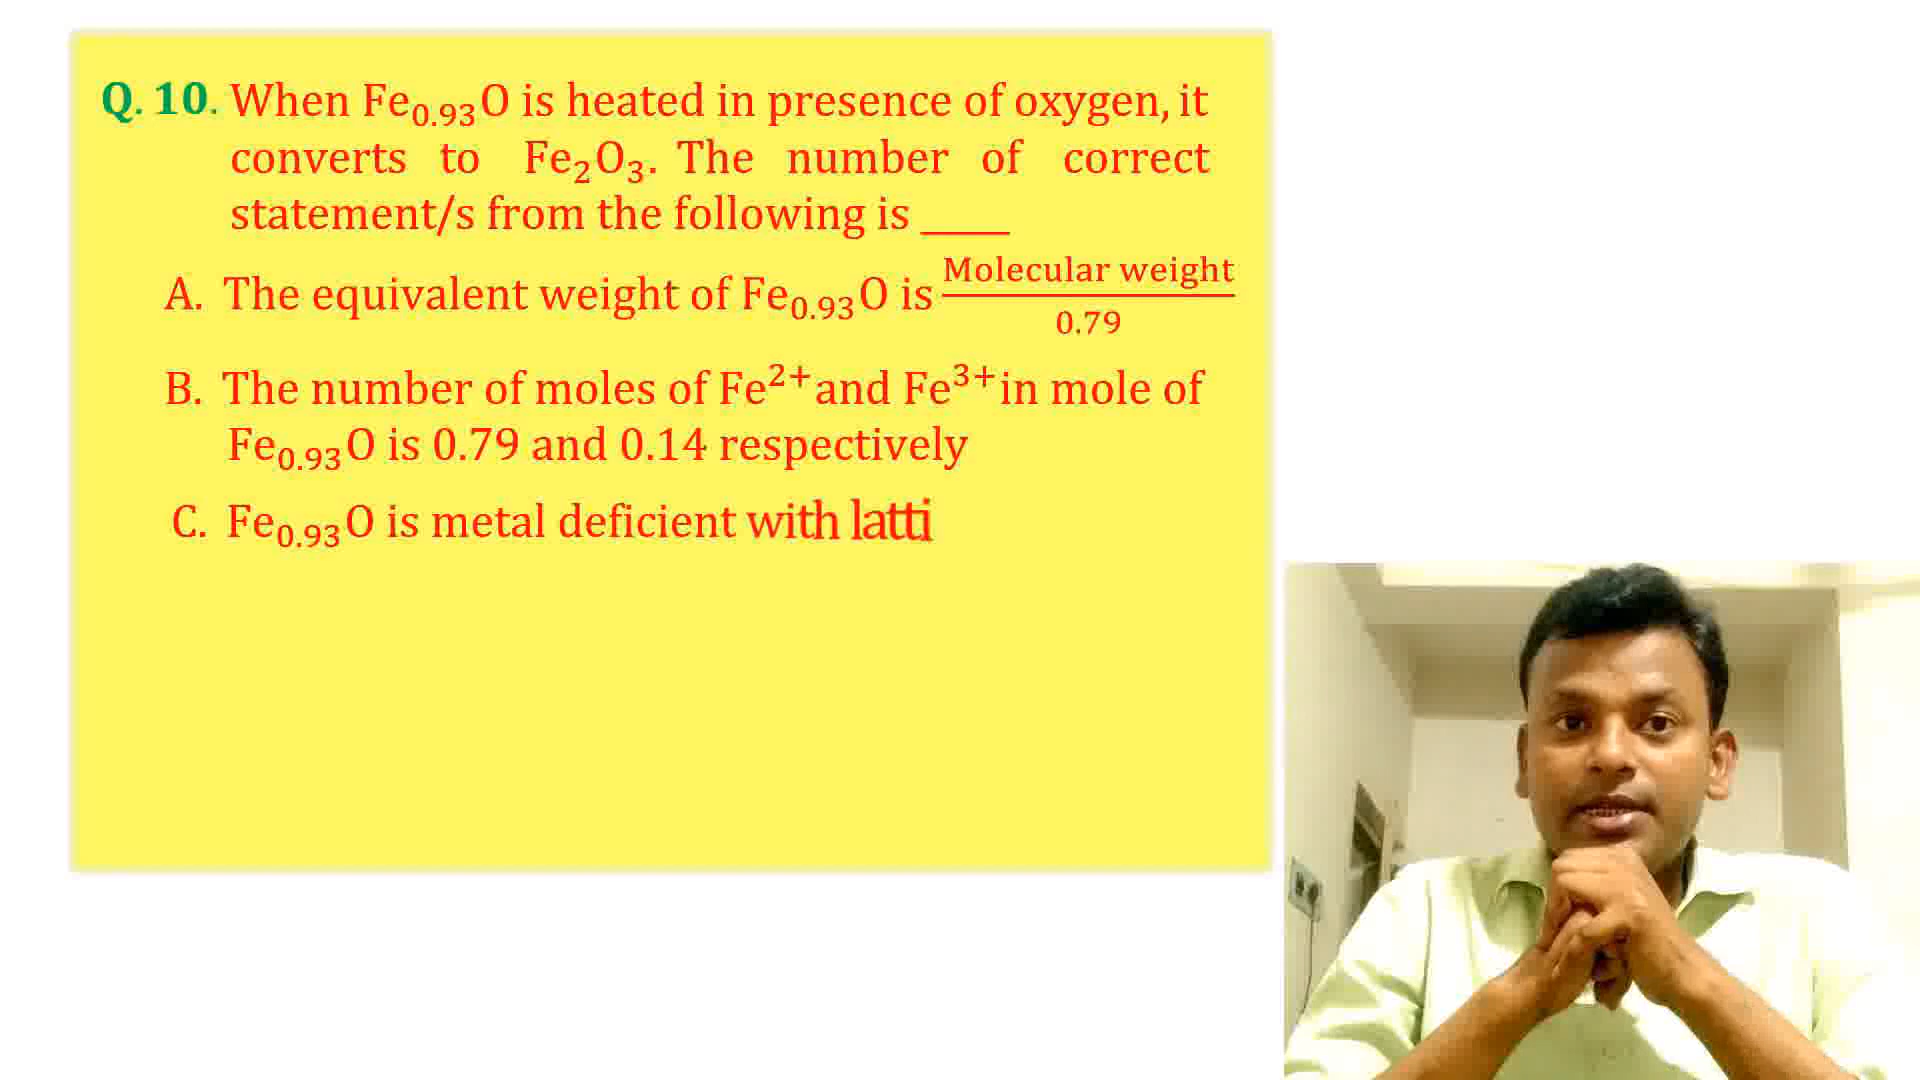 Q. 10. When Fe₀.₉₃O is heated in presence of oxygen, it
converts to Fe₂O₃. The number of correct
statement/s from the following is _____
A. The equivalent weight of Fe₀.₉₃O is Molecular weight / 0.79
B. The number of moles of Fe²⁺ and Fe³⁺ in mole of
Fe₀.₉₃O is 0.79 and 0.14 respectively
C. Fe₀.₉₃O is metal deficient with latti